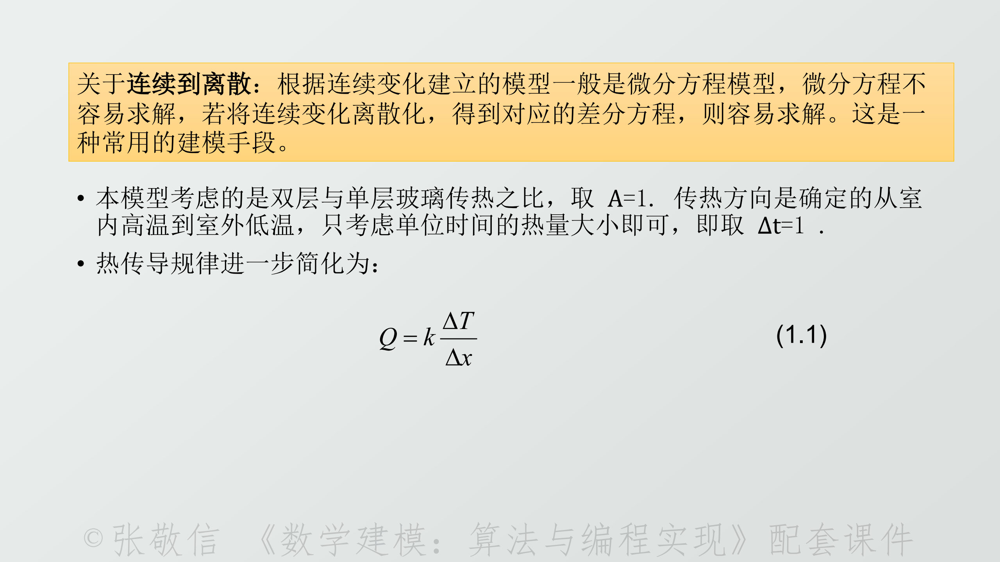 关于连续到离散：根据连续变化建立的模型一般是微分方程模型，微分方程不
容易求解，若将连续变化离散化，得到对应的差分方程，则容易求解。这是一
种常用的建模手段。
• 本模型考虑的是双层与单层玻璃传热之比，取 A=1. 传热方向是确定的从室
内高温到室外低温，只考虑单位时间的热量大小即可，即取 Δt=1 .
• 热传导规律进一步简化为：
Q = k ΔT/Δx (1.1)
©张敬信 《数学建模：算法与编程实现》配套课件